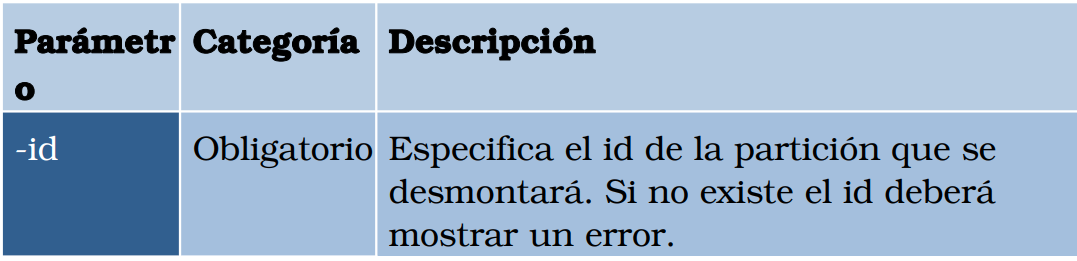 Parámetr Categoría Descripción
o
-id Obligatorio Especifica el id de la partición que se
desmontará. Si no existe el id deberá
mostrar un error.